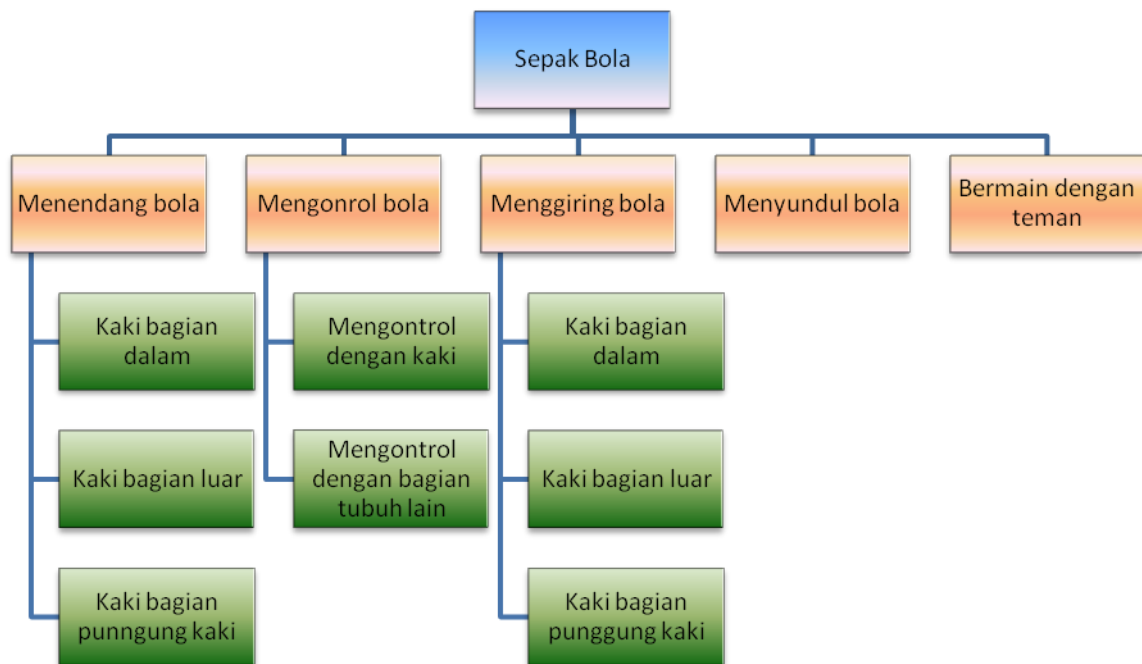 Sepak Bola
Menendang bola
Mengonrol bola
Menggiring bola
Menyundul bola
Bermain dengan
teman
Kaki bagian
dalam
Kaki bagian luar
Kaki bagian
punngung kaki
Mengontrol
dengan kaki
Mengontrol
dengan bagian
tubuh lain
Kaki bagian
dalam
Kaki bagian luar
Kaki bagian
punggung kaki